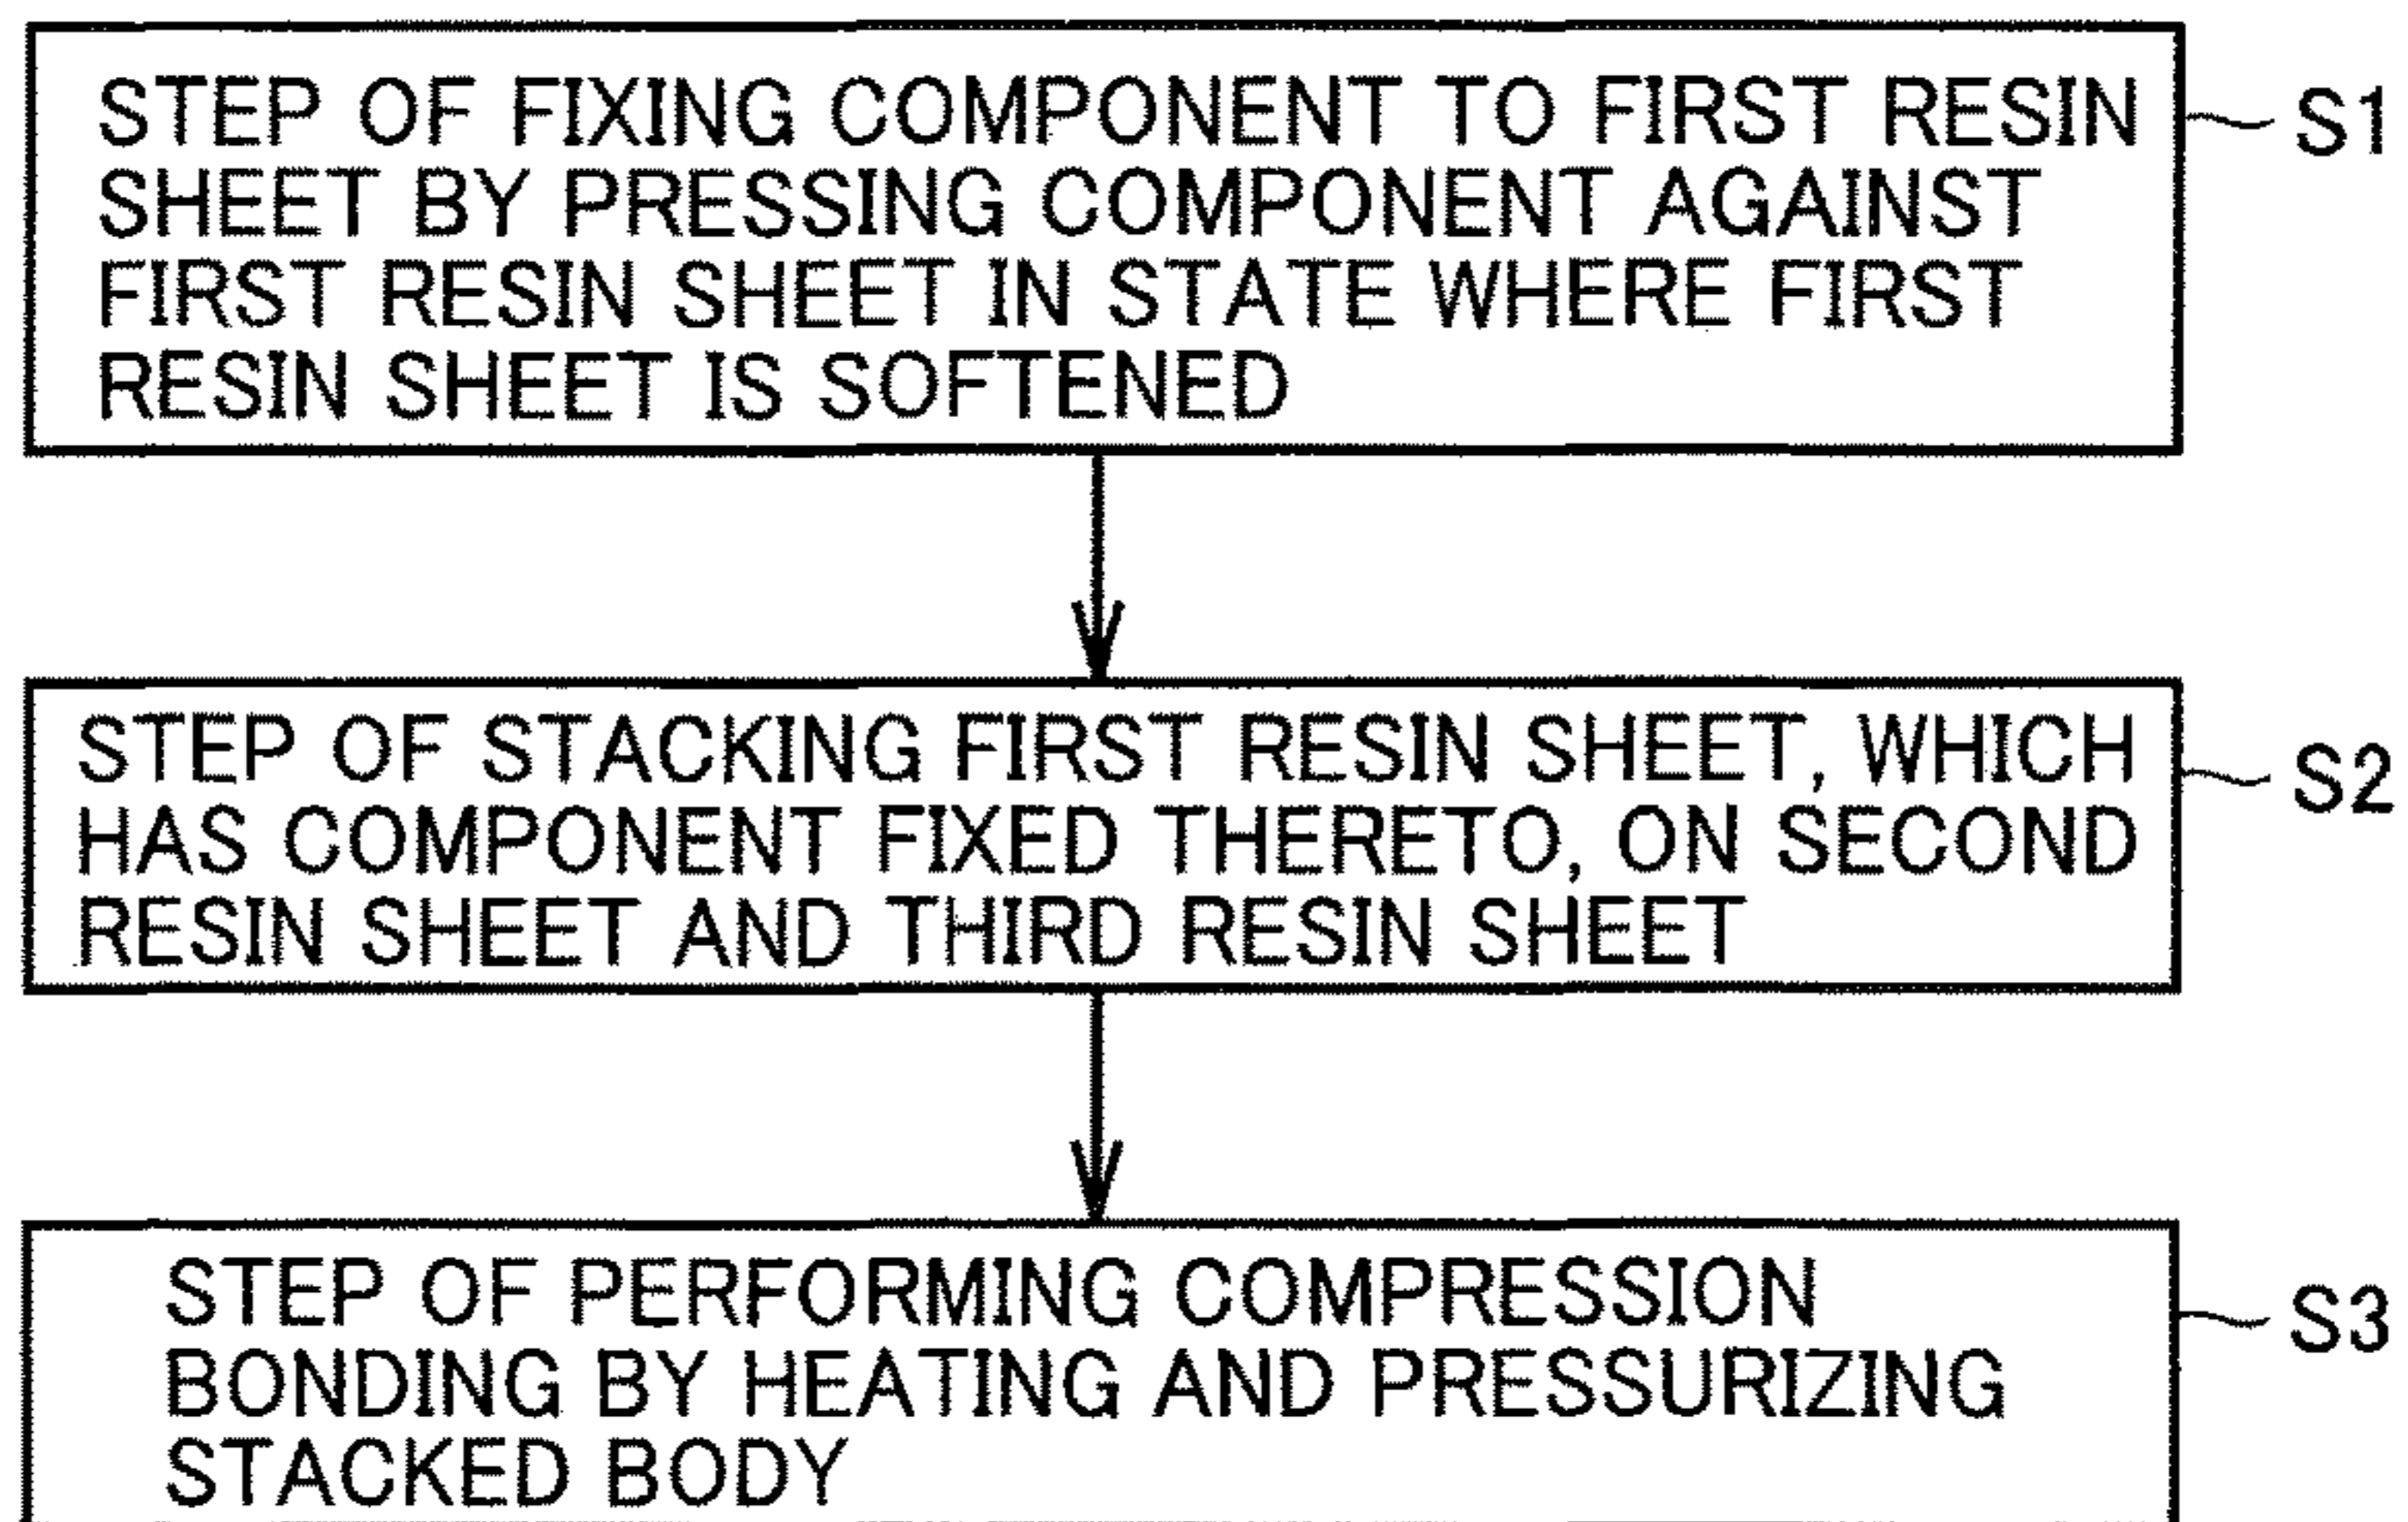 STEP OF FIXING COMPONENT TO FIRST RESIN
SHEET BY PRESSING COMPONENT AGAINST
FIRST RESIN SHEET IN STATE WHERE FIRST
RESIN SHEET IS SOFTENED
S1
STEP OF STACKING FIRST RESIN SHEET, WHICH
HAS COMPONENT FIXED THERETO, ON SECOND
RESIN SHEET AND THIRD RESIN SHEET
S2
STEP OF PERFORMING COMPRESSION
BONDING BY HEATING AND PRESSURIZING
STACKED BODY
S3